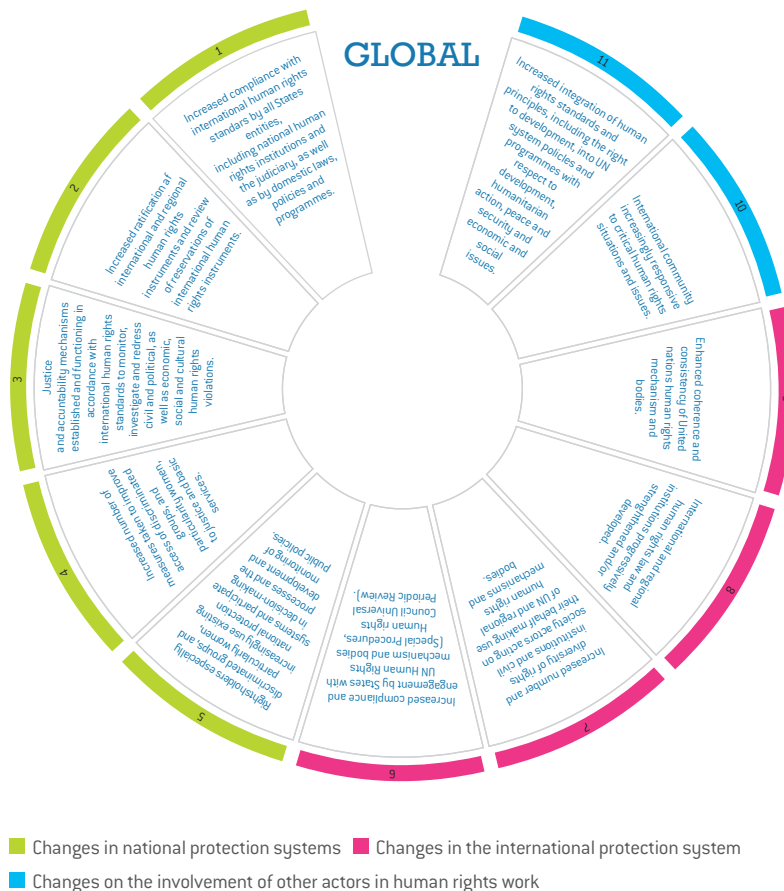 GLOBAL
1
Increased compliance with
international human rights
standars by all States
entities,
including national human
rights institutions and
the judiciary, as well
as by domestic laws,
policies and
programmes.
2
Increased ratification af
international and regional
human rights
instruments and review
of reservations of
international human
rights instruments.
3
Justice
and accountability mechanisms
established and functioning in
accordance with
international human rights
standards to monitor,
investigate and redress
civil and political, as
well as economic,
social and cultural
human rights
violations.
4
Increased number of
measures taken to improve
access of discriminated
groups, and
particularity women,
to justice and basic
services.
5
Rightsholders especially
discriminated groups and
particularly women,
increasingly use existing
national protection
systems and participate
in decision-making
processes and the
development and
monitoring of
public policies.
6
Increased compliance and
engagement by States with
UN Human Rights
mechanism and bodies
(Special Procedures,
Human rights
Council Universal
Periodic Review).
7
Increased number and
diversity of rights
institutions and civil
society actors acting on
their behalf making use
of UN and regional
human rights
mechanisms and
bodies.
8
International and regional
human rights law and
institutions progressively
strengthened and/or
developed.
Enhanced coherence and
consistency of United
nations human rights
mechanism and
bodies.
10
International community
increasingly responsive
to critical human rights
situations and issues.
11
Increased integration of human
rights standards and
principles, including the right
to development, into UN
system policies and
programmes with
respect to
development,
humanitarian
action, peace and
security and
economic and
social
issues.
Changes in national protection systems
Changes in the international protection system
Changes on the involvement of other actors in human rights work